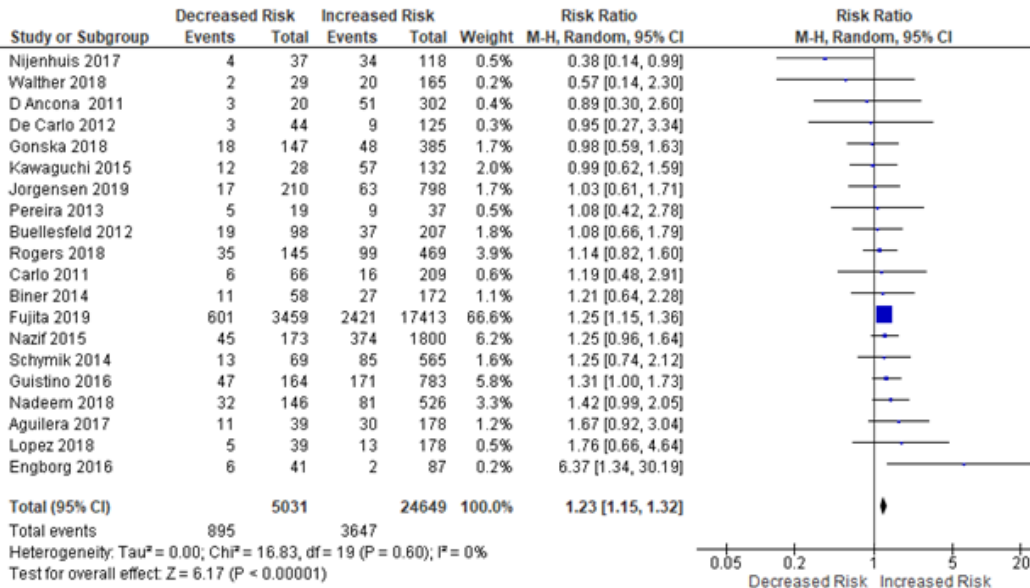 Decreased Risk Increased Risk Risk Ratio Risk Ratio
Study or Subgroup Events Total Events Total Weight M-H, Random, 95% CI M-H, Random, 95% CI
Nijenhuis 2017 4 37 34 118 0.5% 0.38 [0.14, 0.99]
Walther 2018 2 29 20 165 0.2% 0.57 [0.14, 2.30]
D Ancona 2011 3 20 51 302 0.4% 0.89 [0.30, 2.60]
De Carlo 2012 3 44 9 125 0.3% 0.95 [0.27, 3.34]
Gonska 2018 18 147 48 385 1.4% 0.98 [0.59, 1.63]
Kawaguchi 2015 12 28 57 132 2.0% 0.99 [0.62, 1.59]
Jorgensen 2019 17 210 63 798 1.7% 1.03 [0.61, 1.71]
Pereira 2013 5 19 9 37 0.5% 1.08 [0.42, 2.78]
Buellesfeld 2012 19 98 37 207 1.8% 1.08 [0.66, 1.79]
Rogers 2018 35 145 99 469 3.9% 1.14 [0.82, 1.60]
Carlo 2011 6 66 16 209 0.6% 1.19 [0.48, 2.91]
Biner 2014 11 58 27 172 1.1% 1.21 [0.64, 2.28]
Fujita 2019 601 3459 2421 17413 66.6% 1.25 [1.15, 1.36]
Nazif 2015 45 173 374 1800 6.2% 1.25 [0.96, 1.64]
Schymik 2014 13 69 85 565 1.6% 1.25 [0.74, 2.12]
Guistino 2016 47 164 171 783 5.8% 1.31 [1.00, 1.73]
Nadeem 2018 32 146 81 526 3.3% 1.42 [0.99, 2.05]
Aguilera 2017 11 39 30 178 1.4% 1.67 [0.92, 3.04]
Lopez 2018 5 39 13 178 0.5% 1.76 [0.66, 4.64]
Engborg 2016 6 41 2 87 0.2% 6.37 [1.34, 30.19]
Total (95% CI) 5031 24649 100.0% 1.23 [1.15, 1.32]
Total events 895 3647
Heterogeneity: Tau² = 0.00; Chi² = 16.83, df = 19 (P = 0.60); I² = 0%
Test for overall effect: Z = 6.17 (P < 0.00001)
0.05 0.2 1 5 20
Decreased Risk Increased Risk